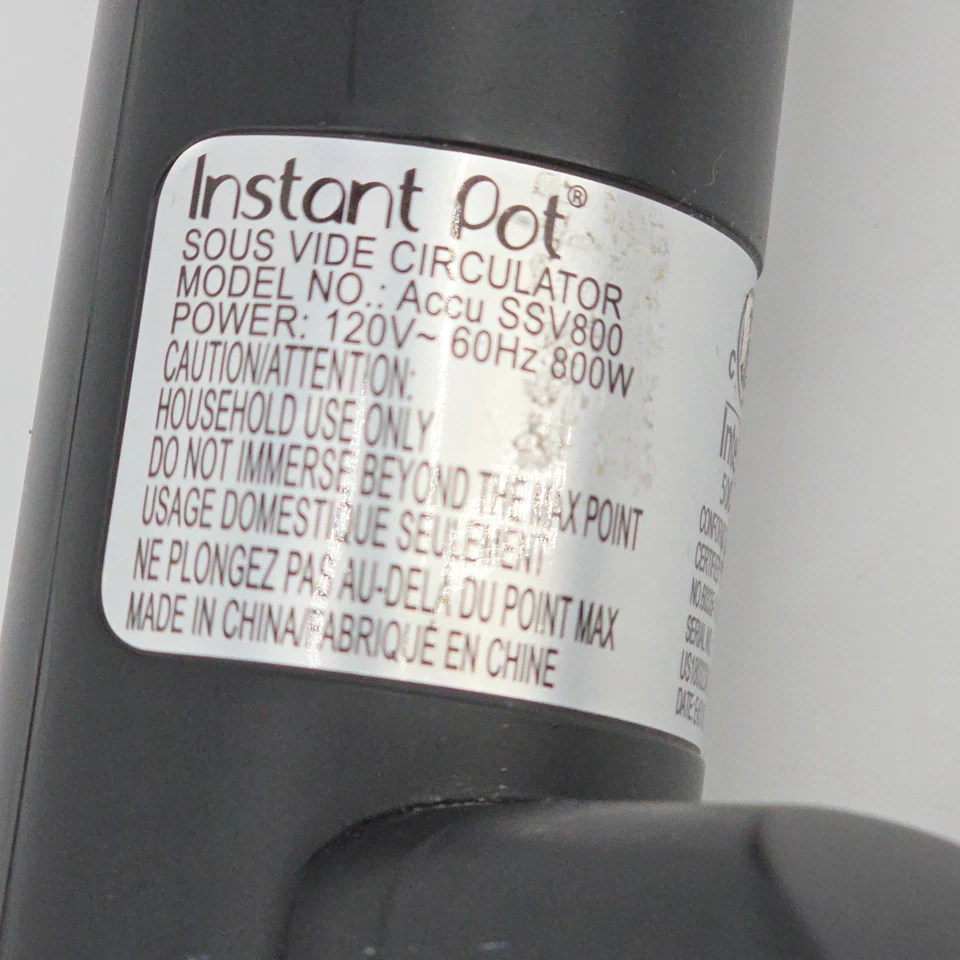 Instant Pot®
SOUS VIDE CIRCULATOR
MODEL NO.: Accu SSV800
POWER: 120V~ 60Hz 800W
CAUTION/ATTENTION:
HOUSEHOLD USE ONLY
DO NOT IMMERSE BEYOND THE MAX POINT
USAGE DOMESTIQUE SEULEMENT
NE PLONGEZ PAS AU-DELÀ DU POINT MAX
MADE IN CHINA/FABRIQUÉ EN CHINE
C
SERIAL NO